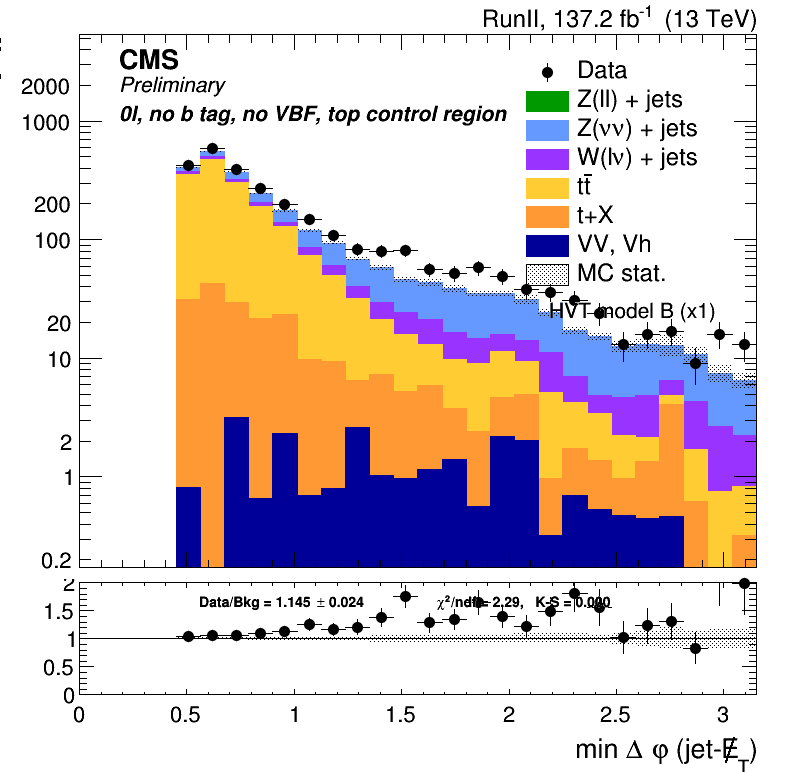 RunII, 137.2 fb⁻¹ (13 TeV)
CMS
Preliminary
0l, no b tag, no VBF, top control region
Data
Z(ll) + jets
Z(νν) + jets
W(lν) + jets
tt̄
t+X
VV, Vh
MC stat.
HVT model B (x1)
2000
1000
200
100
20
10
2
1
0.2
Data/Bkg = 1.145 ± 0.024
χ²/ndf = 2.29, K-S = 0.000
2
1.5
1
0.5
0
0 0.5 1 1.5 2 2.5 3
min Δ φ (jet-E̸_T)